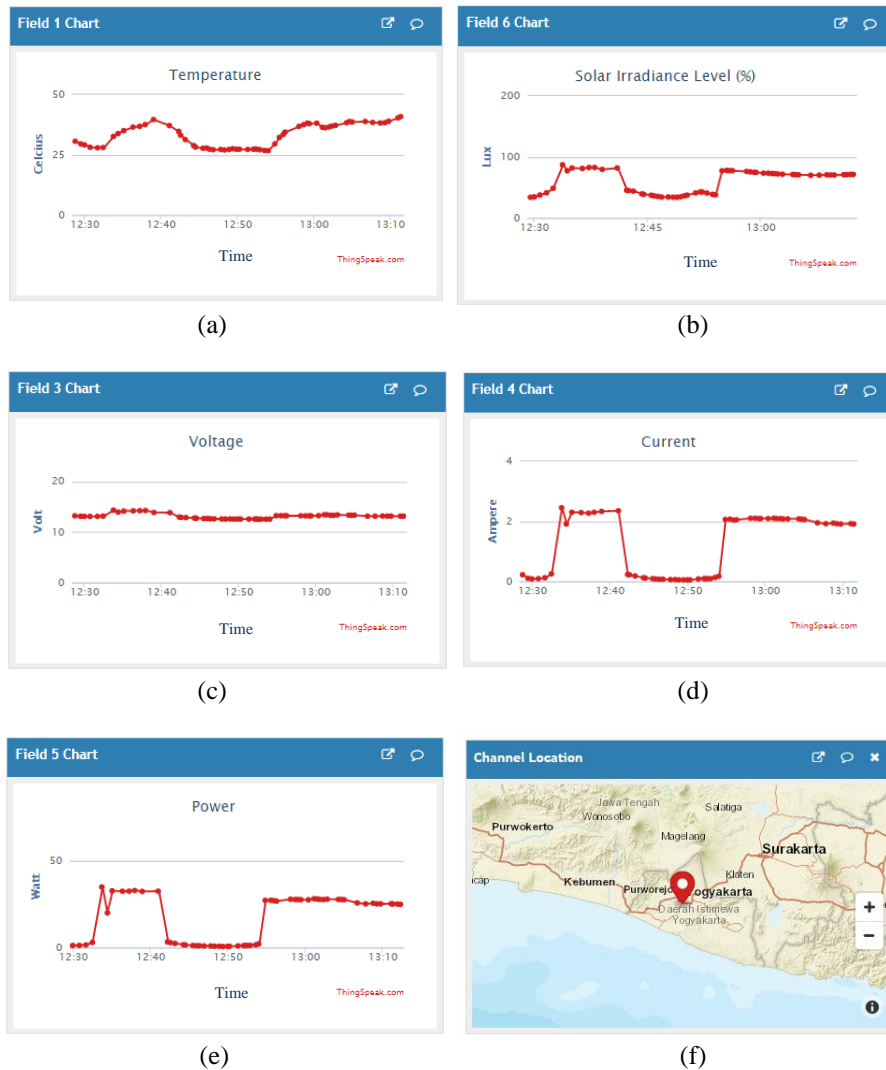 Field 1 Chart
Temperature
50
25
0
Celcius
12:30 12:40 12:50 13:00 13:10
Time
ThingSpeak.com
(a)
Field 6 Chart
Solar Irradiance Level (%)
200
100
0
Lux
12:30 12:45 13:00
Time
ThingSpeak.com
(b)
Field 3 Chart
Voltage
20
10
0
Volt
12:30 12:40 12:50 13:00 13:10
Time
ThingSpeak.com
(c)
Field 4 Chart
Current
4
2
0
Ampere
12:30 12:40 12:50 13:00 13:10
Time
ThingSpeak.com
(d)
Field 5 Chart
Power
50
0
Watt
12:30 12:40 12:50 13:00 13:10
Time
ThingSpeak.com
(e)
Channel Location
Jawa Tengah
Salatiga
Wonosobo
Purwokerto
Magelang
Surakarta
Klaten
cap
Kebumen
Purworejo
ogyakarta
Daerah Istimewa
Yogyakarta
+
−
(f)